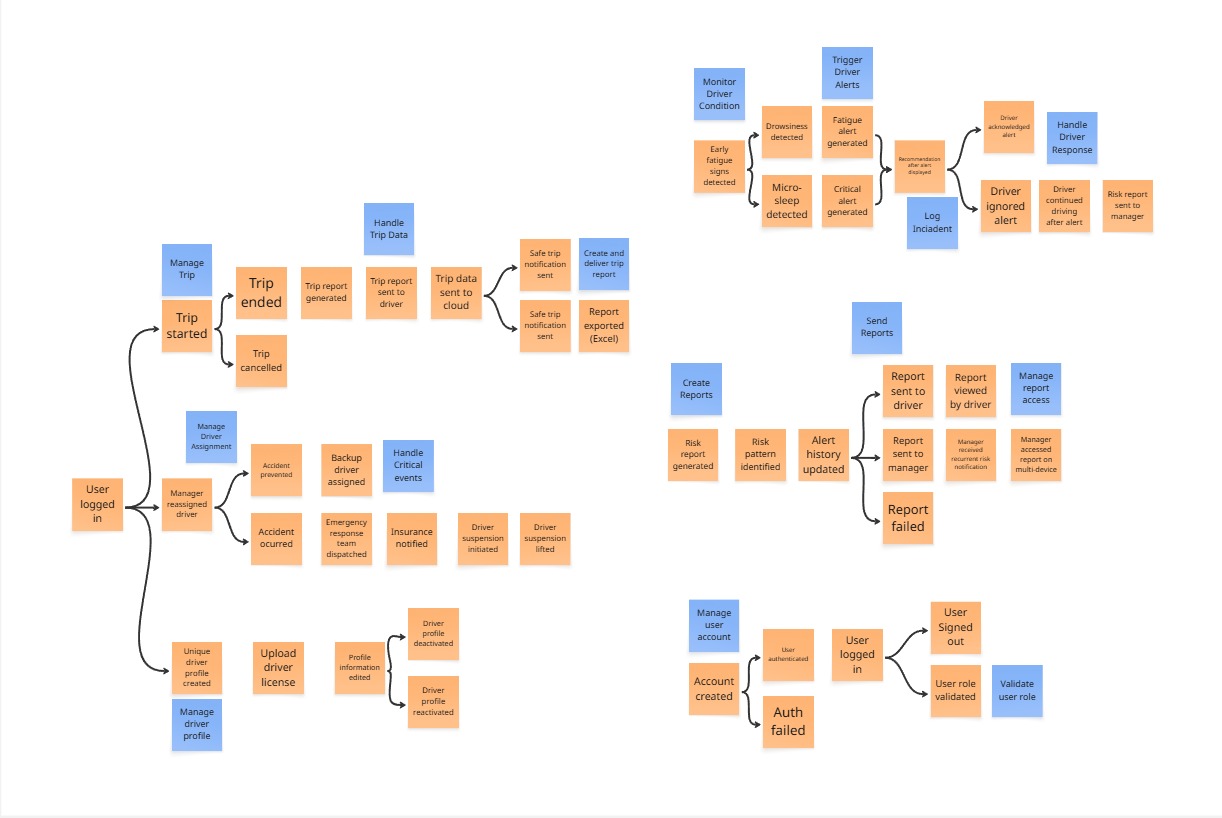 Manage
Trip
Trip
started
Trip
ended
Trip
cancelled
Trip report
generated
Handle
Trip Data
Trip report
sent to
driver
Trip data
sent to
cloud
Safe trip
notification
sent
Create and
deliver trip
report
Safe trip
notification
sent
Report
exported
(Excel)
User
logged
in
Manage
Driver
Assignment
Manager
reassigned
driver
Accident
prevented
Backup
driver
assigned
Handle
Critical
events
Accident
ocurred
Emergency
response
team
dispatched
Insurance
notified
Driver
suspension
initiated
Driver
suspension
lifted
Unique
driver
profile
created
Manage
driver
profile
Upload
driver
license
Profile
information
edited
Driver
profile
deactivated
Driver
profile
reactivated
Monitor
Driver
Condition
Early
fatigue
signs
detected
Drowsiness
detected
Micro-
sleep
detected
Trigger
Driver
Alerts
Fatigue
alert
generated
Critical
alert
generated
Recommendation
after alert
displayed
Log
Inciadent
Driver
acknowledged
alert
Handle
Driver
Response
Driver
ignored
alert
Driver
continued
driving
after alert
Risk report
sent to
manager
Create
Reports
Risk
report
generated
Risk
pattern
identified
Alert
history
updated
Send
Reports
Report
sent to
driver
Report
viewed
by driver
Manage
report
access
Report
sent to
manager
Manager
received
recurrent risk
notification
Manager
accessed
report on
multi-device
Report
failed
Manage
user
account
Account
created
User
authenticated
Auth
failed
User
logged
in
User
Signed
out
User role
validated
Validate
user role